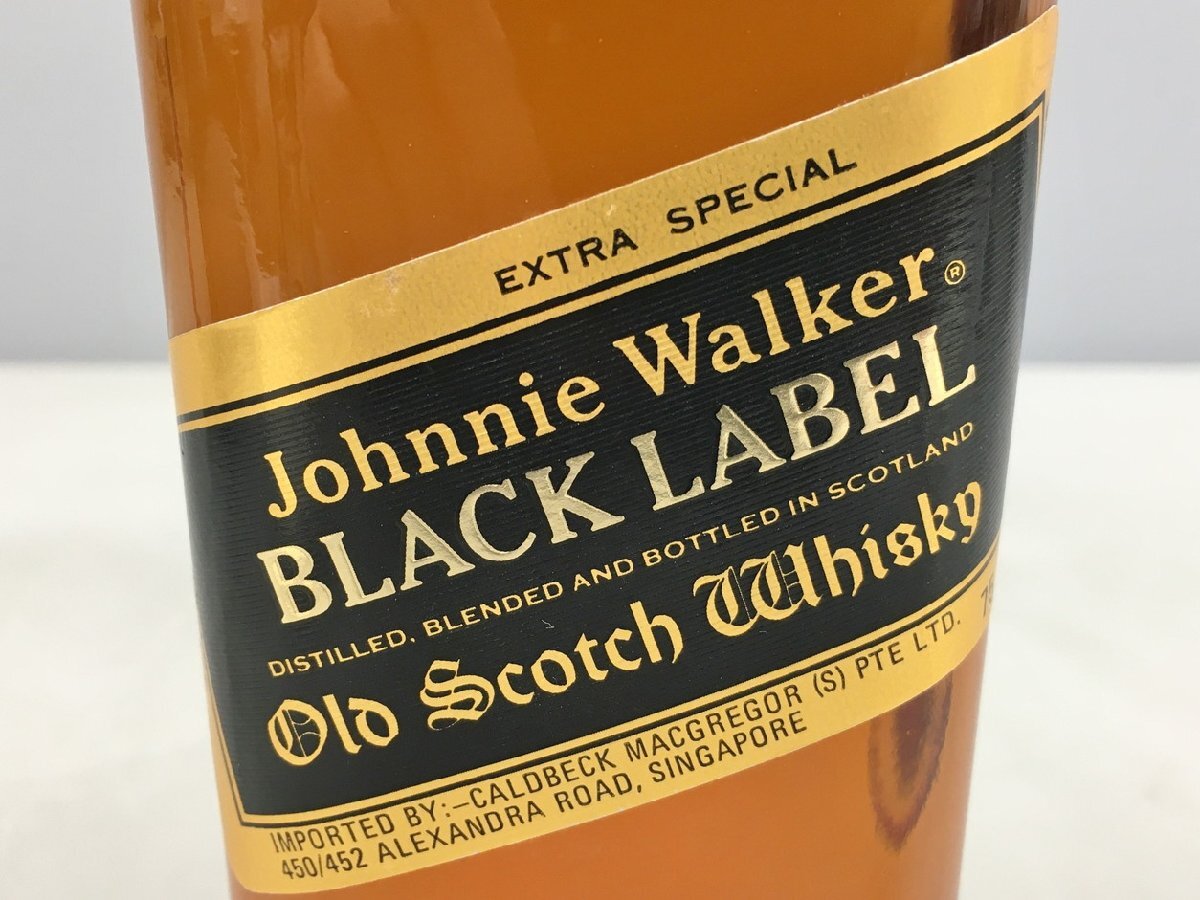 EXTRA SPECIAL
Johnnie Walker®
BLACK LABEL
DISTILLED, BLENDED AND BOTTLED IN SCOTLAND
Old Scotch Whisky
IMPORTED BY:–CALDBECK MACGREGOR (S) PTE LTD.
450/452 ALEXANDRA ROAD, SINGAPORE